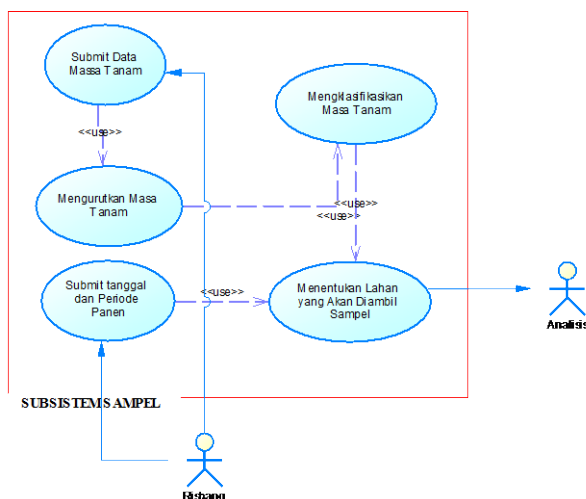 Submit Data
Massa Tanam
Mengklasifikasikan
Masa Tanam
<<use>>
Mengurutkan Masa
Tanam
<<use>>
<<use>>
Submit tanggal
dan Periode
Panen
<<use>>
Menentukan Lahan
yang Akan Diambil
Sampel
Analisis
SUBSISTEM SAMPEL
Risbang